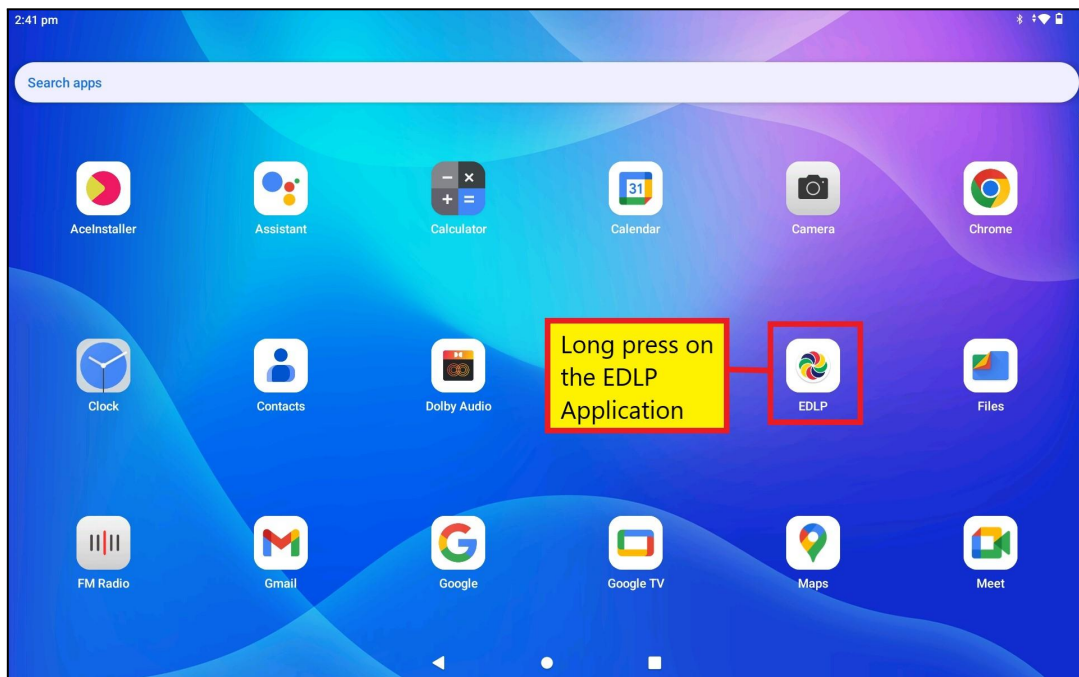 2:41 pm
Search apps
AceInstaller
Assistant
Calculator
Calendar
31
Camera
Chrome
Clock
Contacts
Dolby Audio
Long press on
the EDLP
Application
EDLP
Files
FM Radio
Gmail
Google
Google TV
Maps
Meet